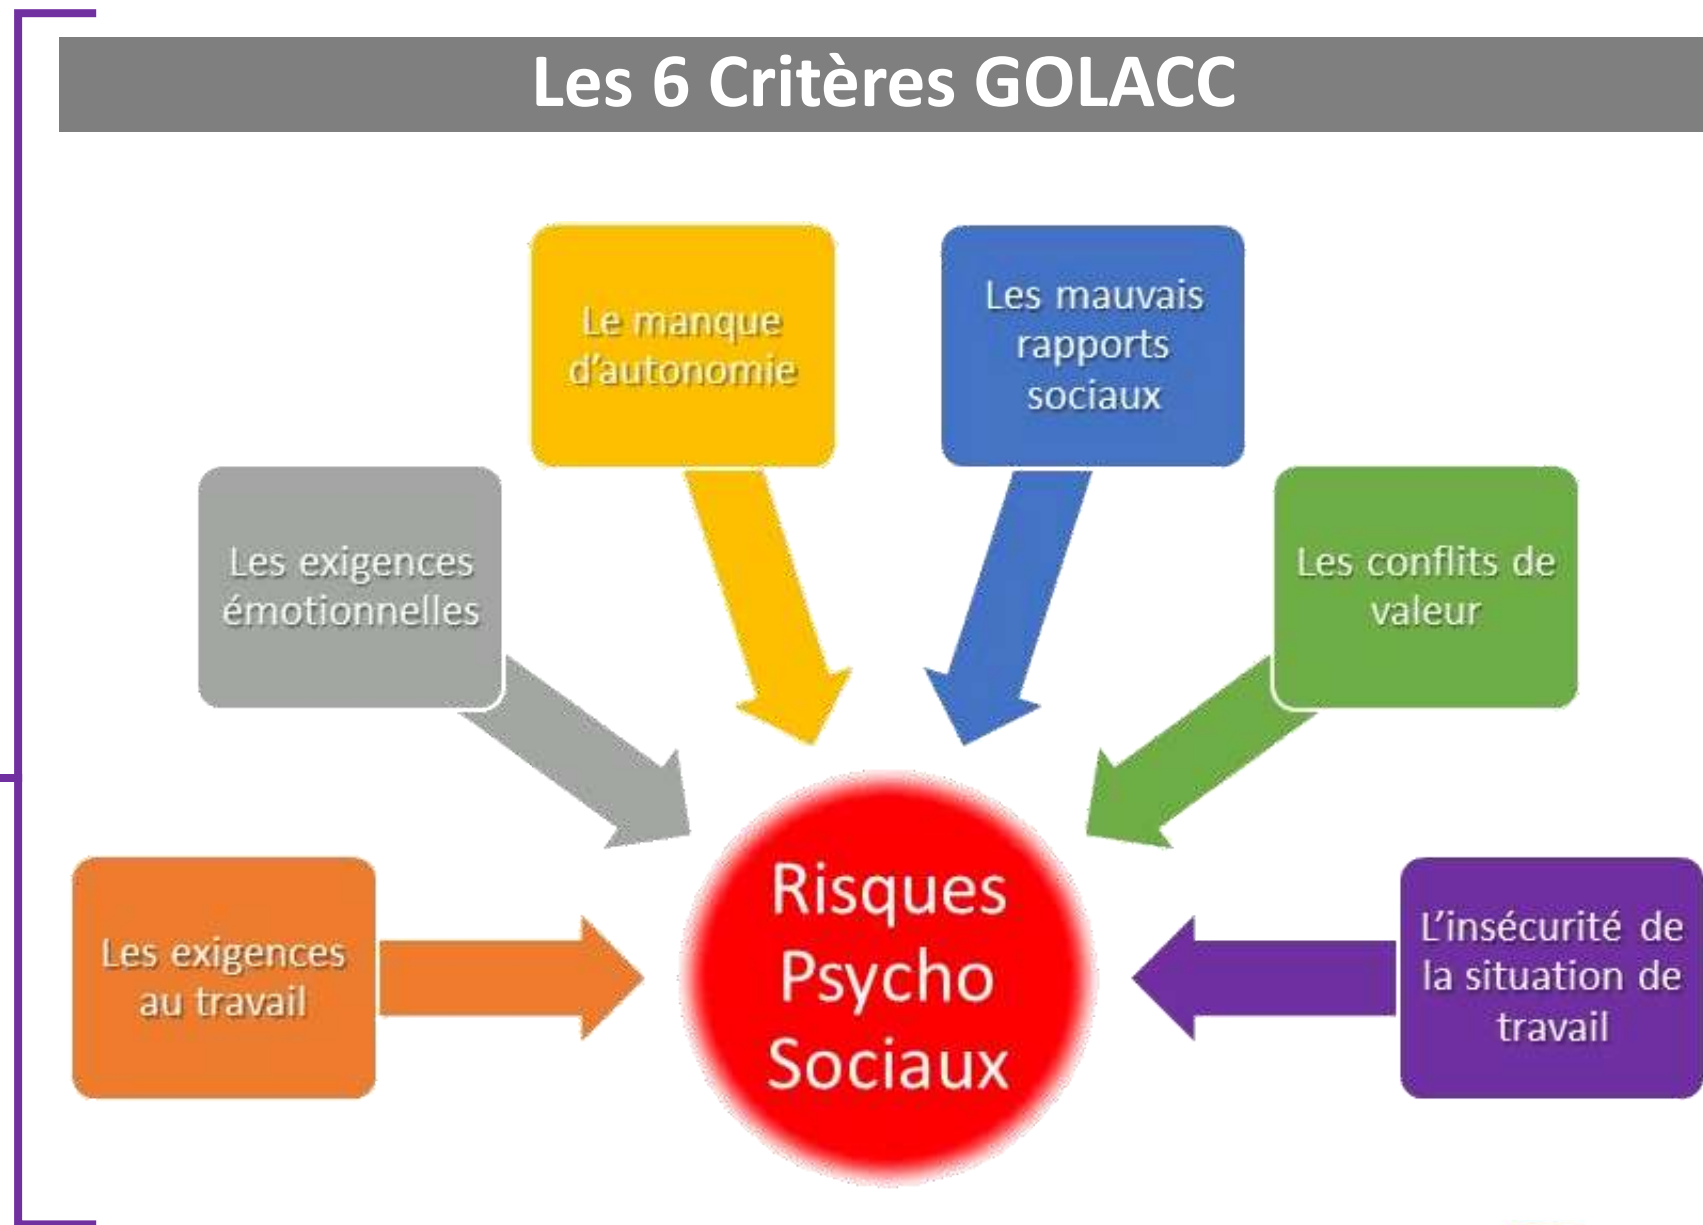 Les 6 Critères GOLACC
Le manque
d'autonomie
Les mauvais
rapports
sociaux
Les exigences
émotionnelles
Les conflits de
valeur
Les exigences
au travail
Risques
Psycho
Sociaux
L'insécurité de
la situation de
travail